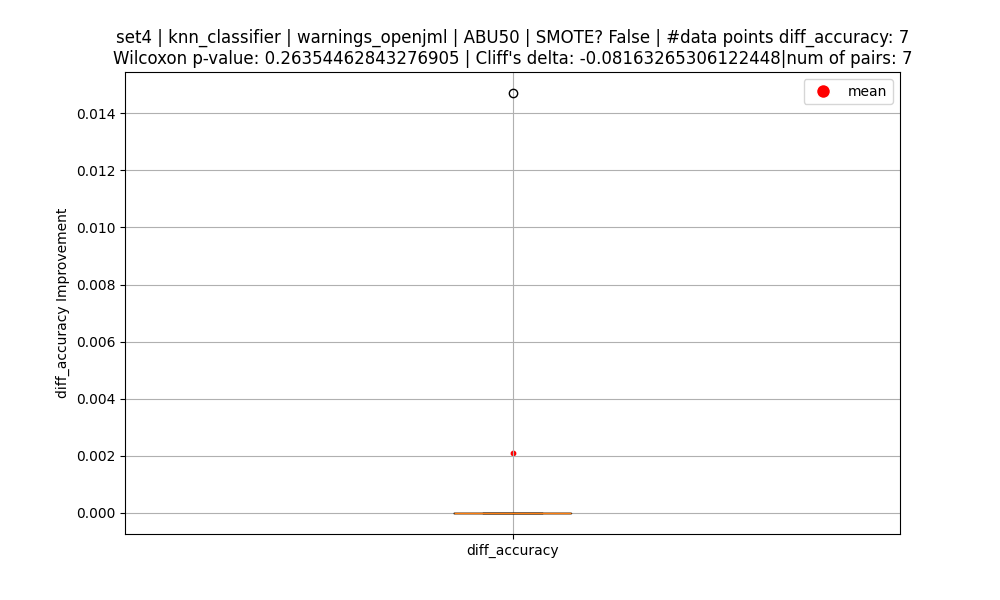 set4 | knn_classifier | warnings_openjml | ABU50 | SMOTE? False | #data points diff_accuracy: 7
Wilcoxon p-value: 0.26354462843276905 | Cliff's delta: -0.08163265306122448|num of pairs: 7
mean
0.014
0.012
0.010
0.008
0.006
0.004
0.002
0.000
diff_accuracy Improvement
diff_accuracy